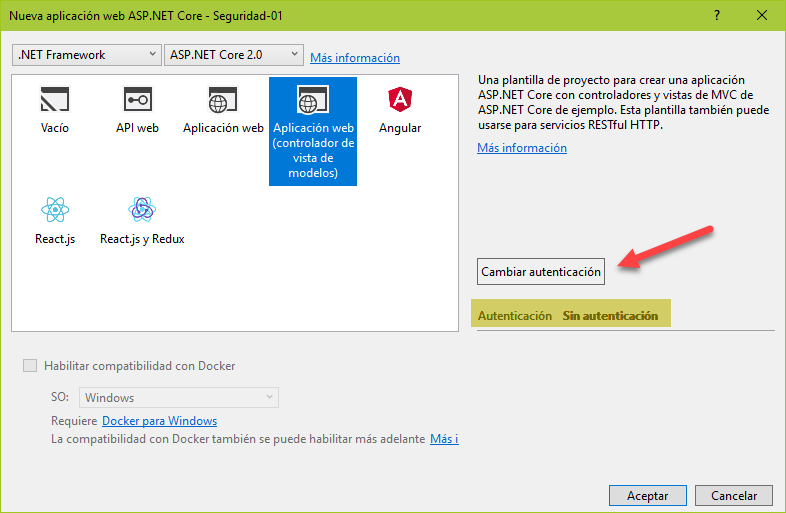 Nueva aplicación web ASP.NET Core - Seguridad-01
?
.NET Framework
ASP.NET Core 2.0
Más información
Vacío
API web
Aplicación web
Aplicación web
(controlador de
vista de
modelos)
Angular
React.js
React.js y Redux
Una plantilla de proyecto para crear una aplicación
ASP.NET Core con controladores y vistas de MVC de
ASP.NET Core de ejemplo. Esta plantilla también puede
usarse para servicios RESTful HTTP.
Más información
Cambiar autenticación
Autenticación Sin autenticación
Habilitar compatibilidad con Docker
SO: Windows
Requiere Docker para Windows
La compatibilidad con Docker también se puede habilitar más adelante Más i
Aceptar
Cancelar